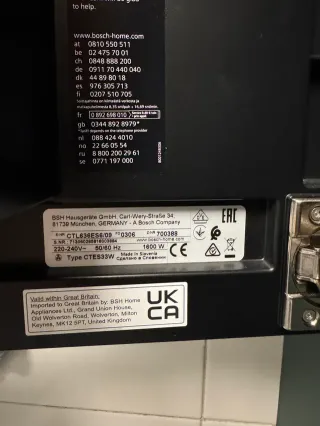 to help.
www.bosch-home.com
at 0810 550 511
be 02 475 70 01
ch 0848 888 200
de 0911 70 440 040
dk 44 89 80 18
es 976 305 713
fi 0207 510 705
fr 0 892 698 010
gb 0344 892 8979*
nl 088 424 4010
no 22 66 05 54
ru 8 800 200 29 61
se 0771 197 000
BSH Hausgeräte GmbH, Carl-Wery-Straße 34,
81739 München, GERMANY - A Bosch Company
EAC
E-NR. CTL636ES6/09 FD 0306 Z-NR 700389
www.bosch-home.com
220-240V~ 50/60 Hz 1600 W
Type CTES33W Made in Slovenia Сделано в Словении
Valid within Great Britain:
Imported to Great Britain by: BSH Home
Appliances Ltd., Grand Union House,
Old Wolverton Road, Wolverton, Milton
Keynes, MK12 5PT, United Kingdom
UK
CA